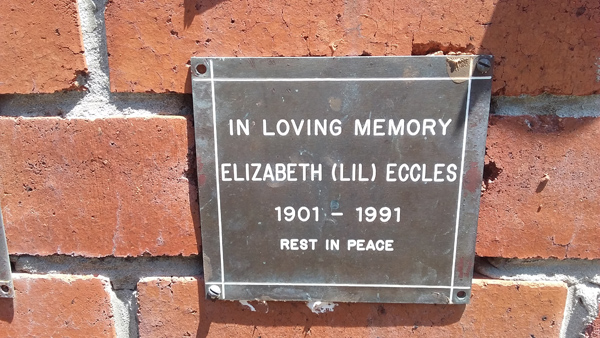 IN LOVING MEMORY
ELIZABETH (LIL) ECCLES
1901 - 1991
REST IN PEACE